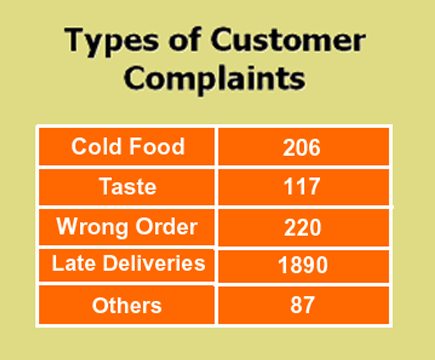 Types of Customer
Complaints
Cold Food 206
Taste 117
Wrong Order 220
Late Deliveries 1890
Others 87